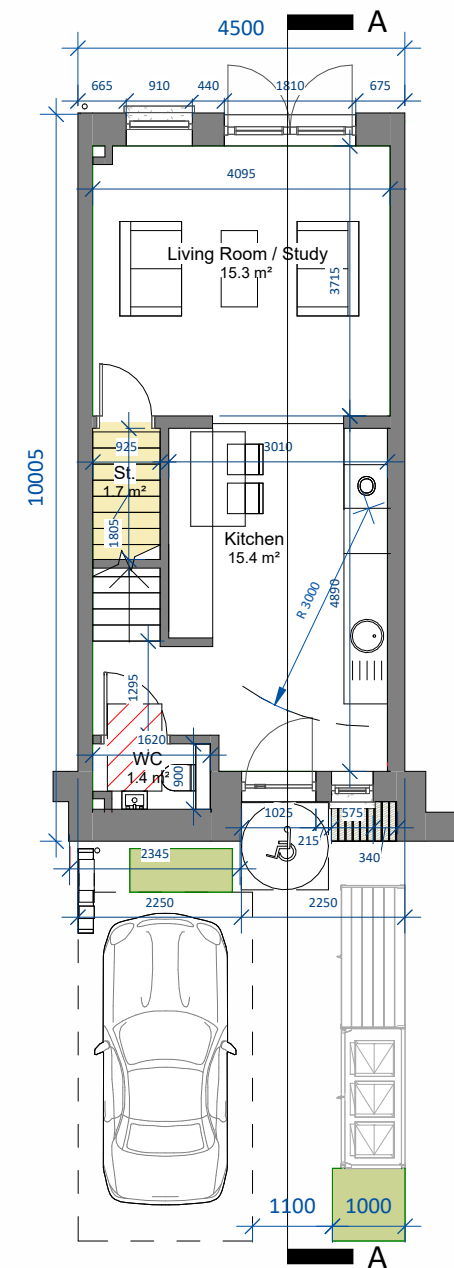 A
4500
665
910
440
1810
675
4095
Living Room / Study
15.3 m²
3715
10005
925
3010
St.
1.7 m²
1805
Kitchen
15.4 m²
R 3000
4890
1295
1620
WC
1.4 m²
900
1025
575
215
340
2345
2250
2250
1100
1000
A